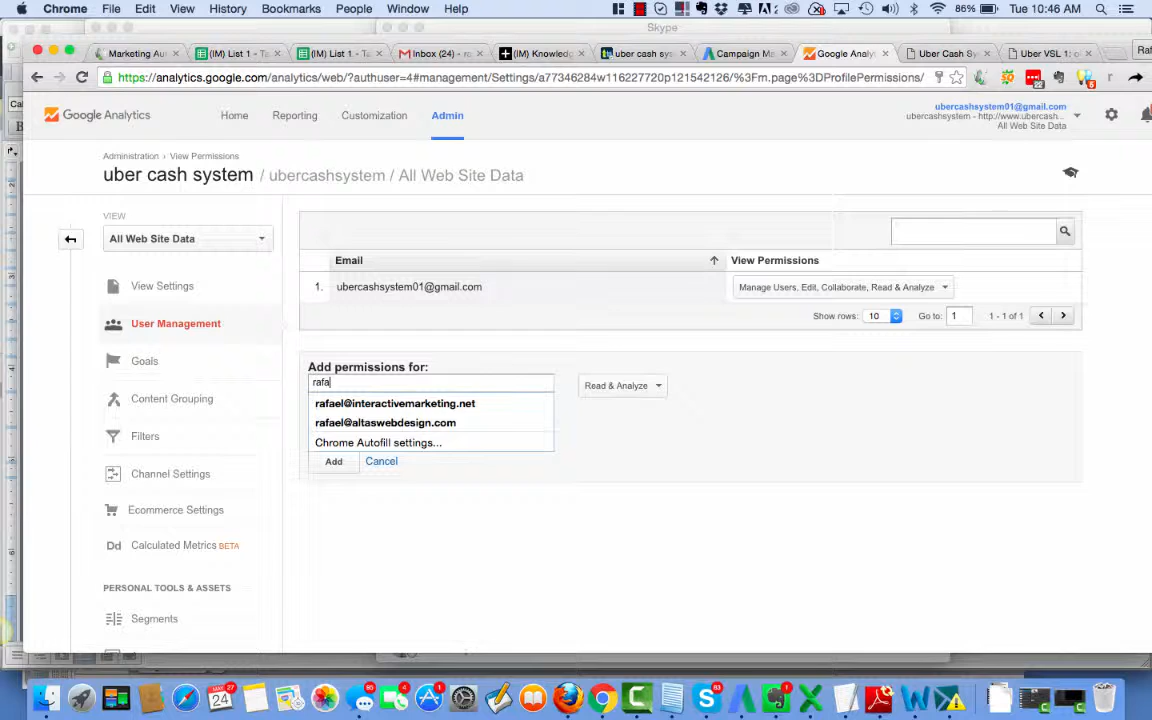 Chrome File Edit View History Bookmarks People Window Help
86% Tue 10:46 AM
Skype
Marketing Au
(IM) List 1 - Ta
(IM) List 1 - Ta
Inbox (24) - ra
(IM) Knowledg
uber cash sys
Campaign Ma
Google Analy
Uber Cash Sy
Uber VSL 1:
https://analytics.google.com/analytics/web/?authuser=4#management/Settings/a77346284w116227720p121542126/%3Fm.page%3DProfilePermissions/
Google Analytics
Home Reporting Customization Admin
ubercashsystem01@gmail.com
ubercashsystem - http://www.ubercash...
All Web Site Data
Administration › View Permissions
uber cash system / ubercashsystem / All Web Site Data
VIEW
All Web Site Data
View Settings
User Management
Goals
Content Grouping
Filters
Channel Settings
Ecommerce Settings
Dd Calculated Metrics BETA
PERSONAL TOOLS & ASSETS
Segments
Email View Permissions
1. ubercashsystem01@gmail.com Manage Users, Edit, Collaborate, Read & Analyze
Show rows: 10 Go to: 1 1 - 1 of 1
Add permissions for:
rafa
Read & Analyze
rafael@interactivemarketing.net
rafael@altaswebdesign.com
Chrome Autofill settings...
Add Cancel